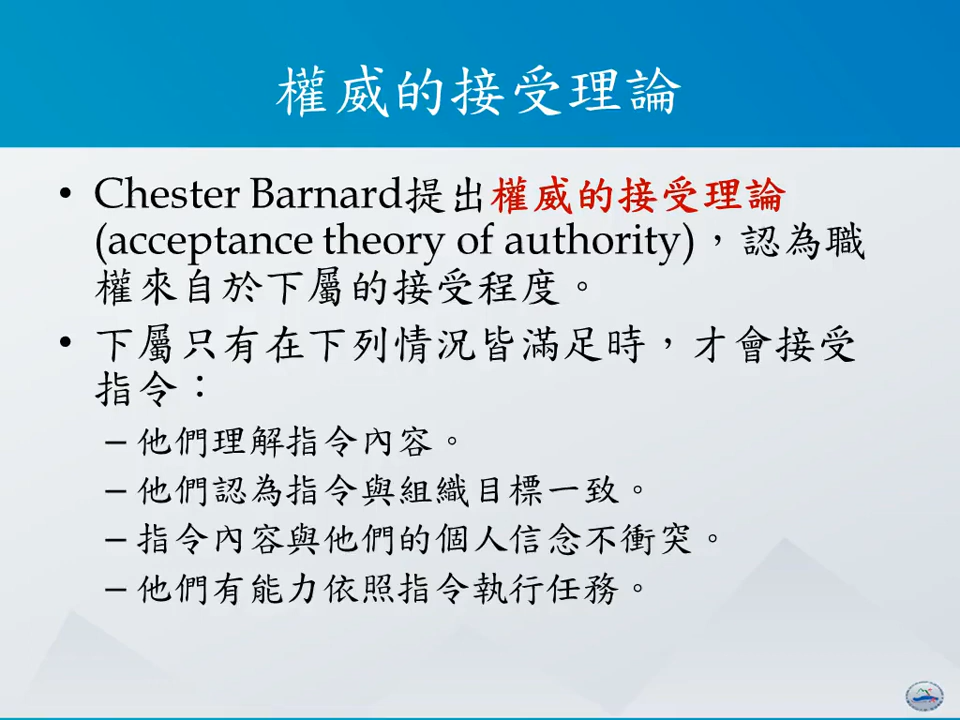 權威的接受理論
• Chester Barnard提出權威的接受理論
(acceptance theory of authority)，認為職
權來自於下屬的接受程度。
• 下屬只有在下列情況皆滿足時，才會接受
指令：
– 他們理解指令內容。
– 他們認為指令與組織目標一致。
– 指令內容與他們的個人信念不衝突。
– 他們有能力依照指令執行任務。